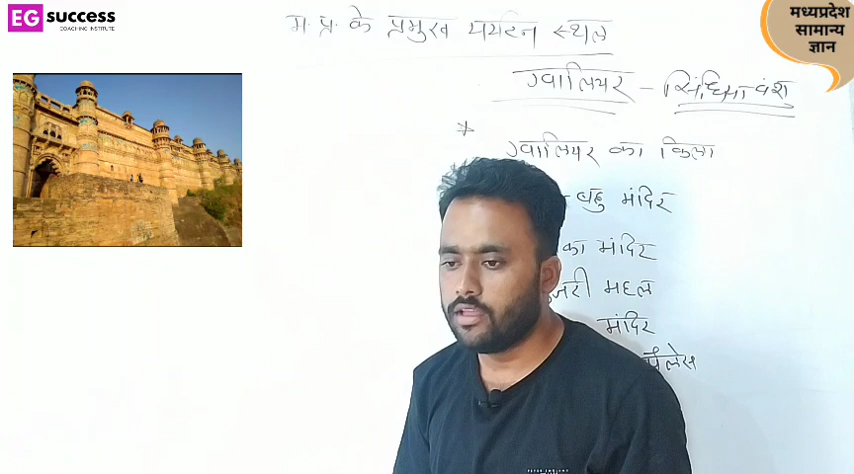 EG success
COACHING INSTITUTE
मध्यप्रदेश
सामान्य
ज्ञान
म. प्र. के प्रमुख पर्यटन स्थल
ग्वालियर - सिंधिया वंश
* ग्वालियर का किला
- बहु मंदिर
का मंदिर
जरी महल
मंदिर
पैलेस